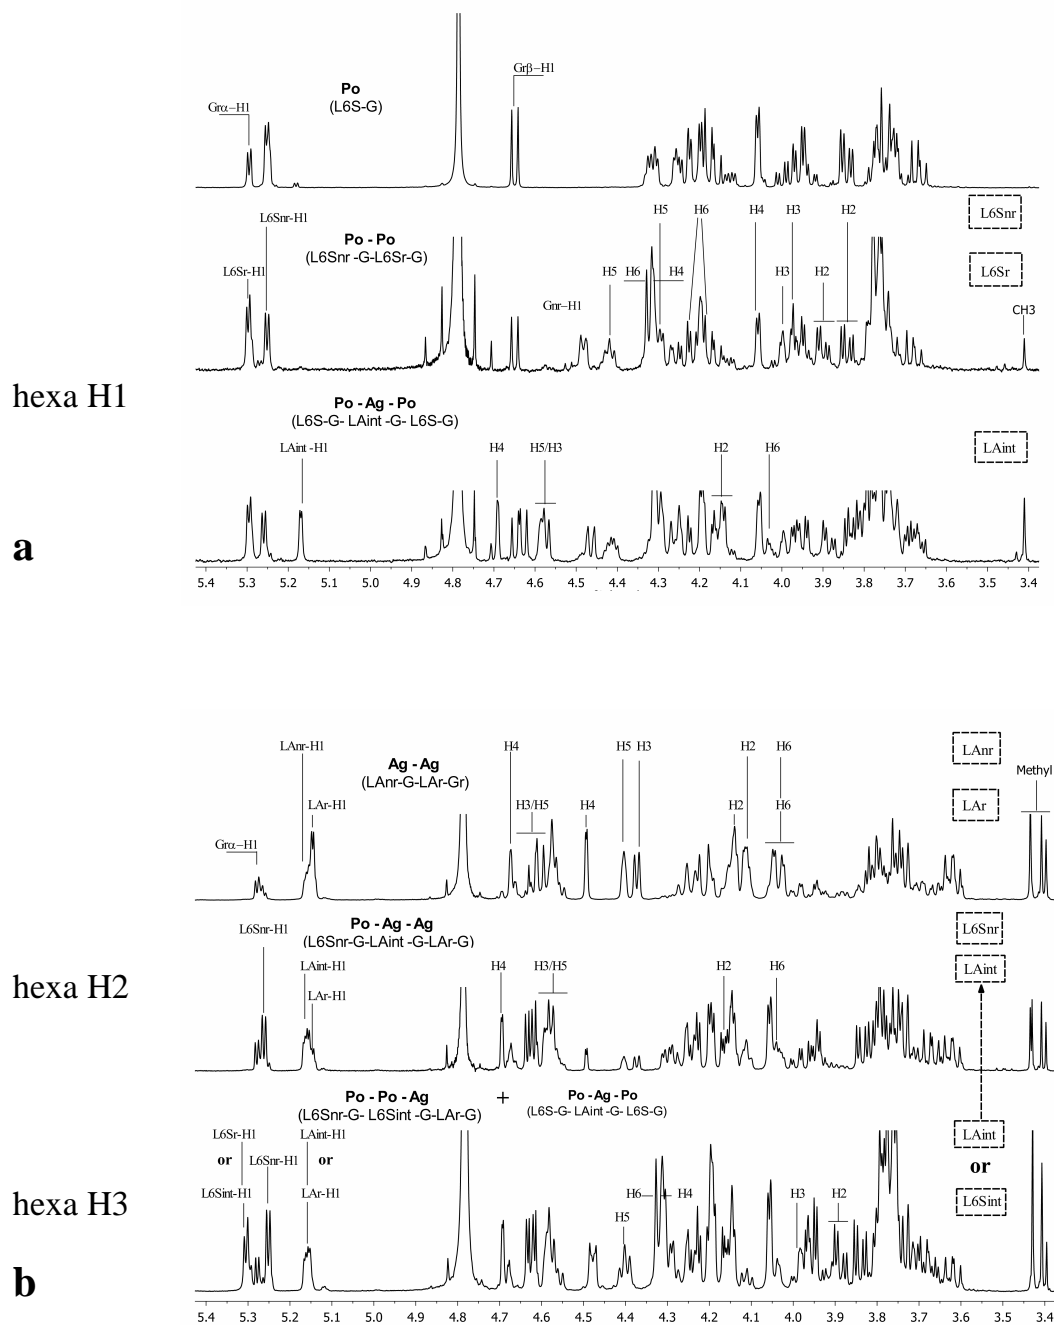 Po
(L6S-G)
Grα–H1
Grβ–H1
L6Snr
L6Sr
Po - Po
(L6Snr -G-L6Sr-G)
L6Sr-H1
L6Snr-H1
Gnr–H1
H5
H6
H5
H4
H6
H4
H3
H3
H2
H2
CH3
hexa H1
Po - Ag - Po
(L6S-G- LAint -G- L6S-G)
LAint -H1
H4
H5/H3
H2
H6
LAint
a
5.4 5.3 5.2 5.1 5.0 4.9 4.8 4.7 4.6 4.5 4.4 4.3 4.2 4.1 4.0 3.9 3.8 3.7 3.6 3.5 3.4
LAnr-H1
LAr-H1
Grα–H1
Ag - Ag
(LAnr-G-LAr-Gr)
H4
H3/H5
H4
H5
H3
H2
H2
H6
H6
LAnr
LAr
Methyl
hexa H2
L6Snr-H1
Po - Ag - Ag
(L6Snr-G-LAint -G-LAr-G)
LAint-H1
LAr-H1
H4
H3/H5
H2
H6
L6Snr
LAint
hexa H3
Po - Po - Ag
(L6Snr-G- L6Sint -G-LAr-G)
+
Po - Ag - Po
(L6S-G- LAint -G- L6S-G)
L6Sr-H1
or
L6Sint-H1
L6Snr-H1
LAint-H1
or
LAr-H1
H5
H6
H4
H3
H2
LAint
or
L6Sint
b
5.4 5.3 5.2 5.1 5.0 4.9 4.8 4.7 4.6 4.5 4.4 4.3 4.2 4.1 4.0 3.9 3.8 3.7 3.6 3.5 3.4